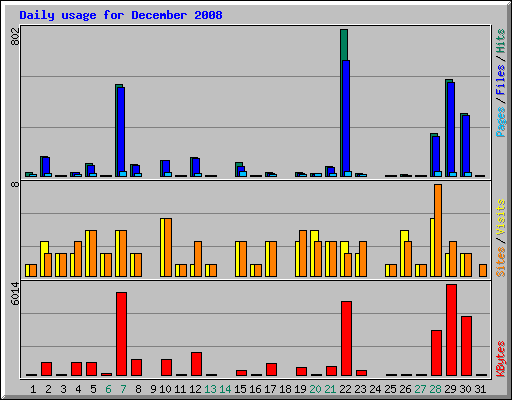 Daily usage for December 2008
802
Pages / Files / Hits
8
Sites / Visits
6014
KBytes
1 2 3 4 5 6 7 8 9 10 11 12 13 14 15 16 17 18 19 20 21 22 23 24 25 26 27 28 29 30 31